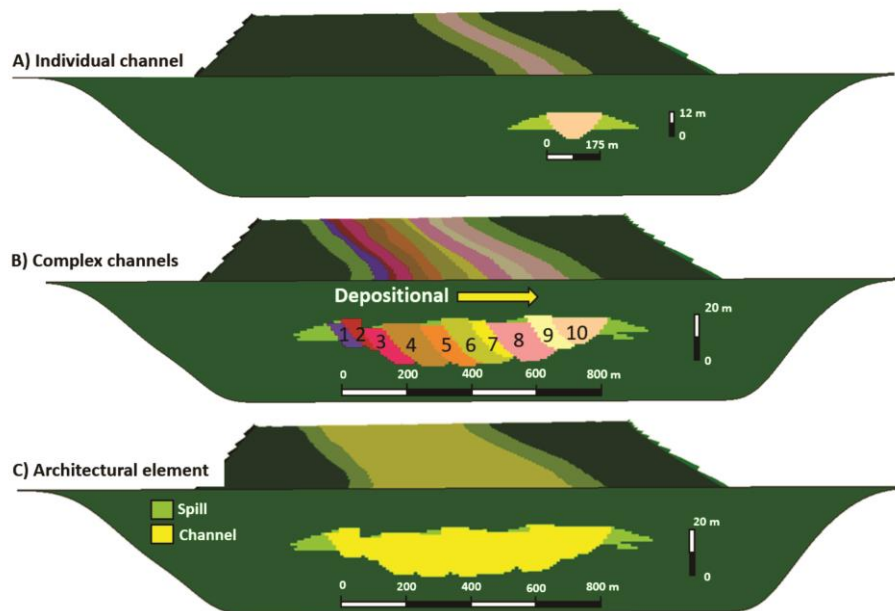 A) Individual channel
12 m
0
0 175 m
B) Complex channels
Depositional
20 m
0
1 2 3 4 5 6 7 8 9 10
0 200 400 600 800 m
C) Architectural element
Spill
Channel
20 m
0
0 200 400 600 800 m